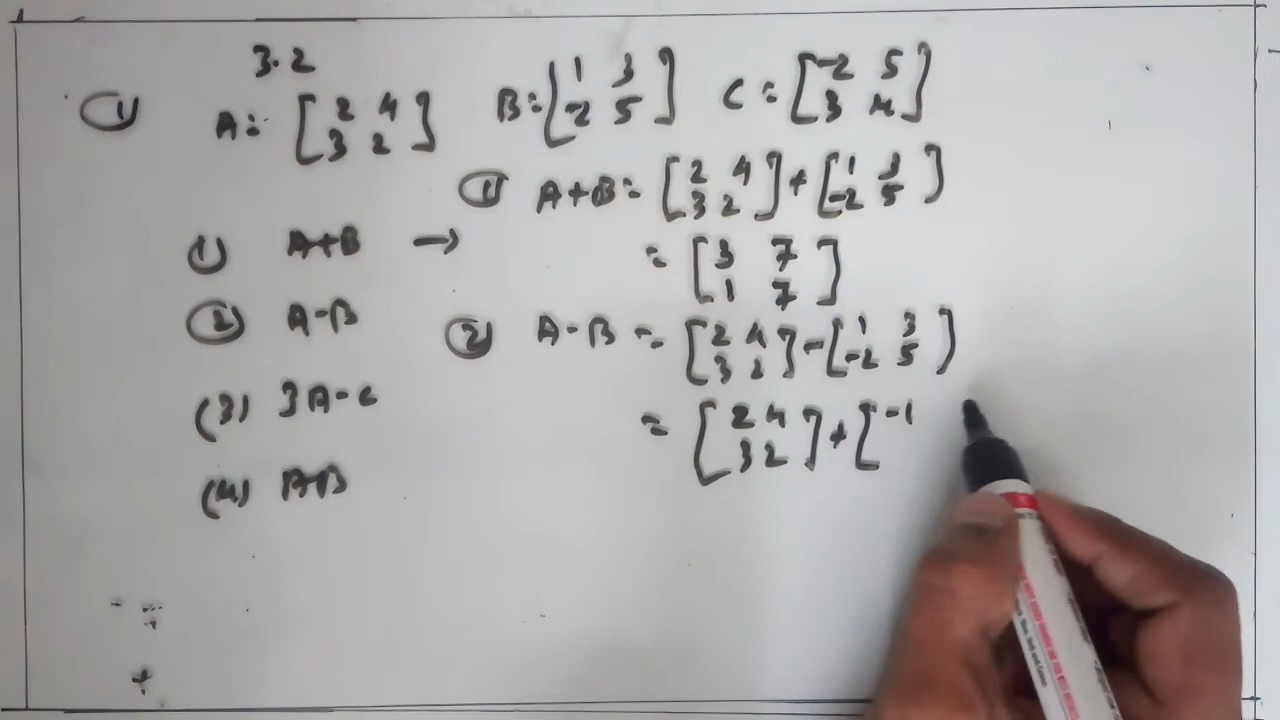 3.2
① A = [2 4 3 2] B = [1 3 -2 5] C = [-2 5 3 4]
① A+B = [2 4 3 2] + [1 3 -2 5]
① A+B → = [3 7 1 7]
② A-B
② A-B = [2 4 3 2] - [1 3 -2 5]
(3) 3A-C
= [2 4 3 2] + [-1
(4) AB